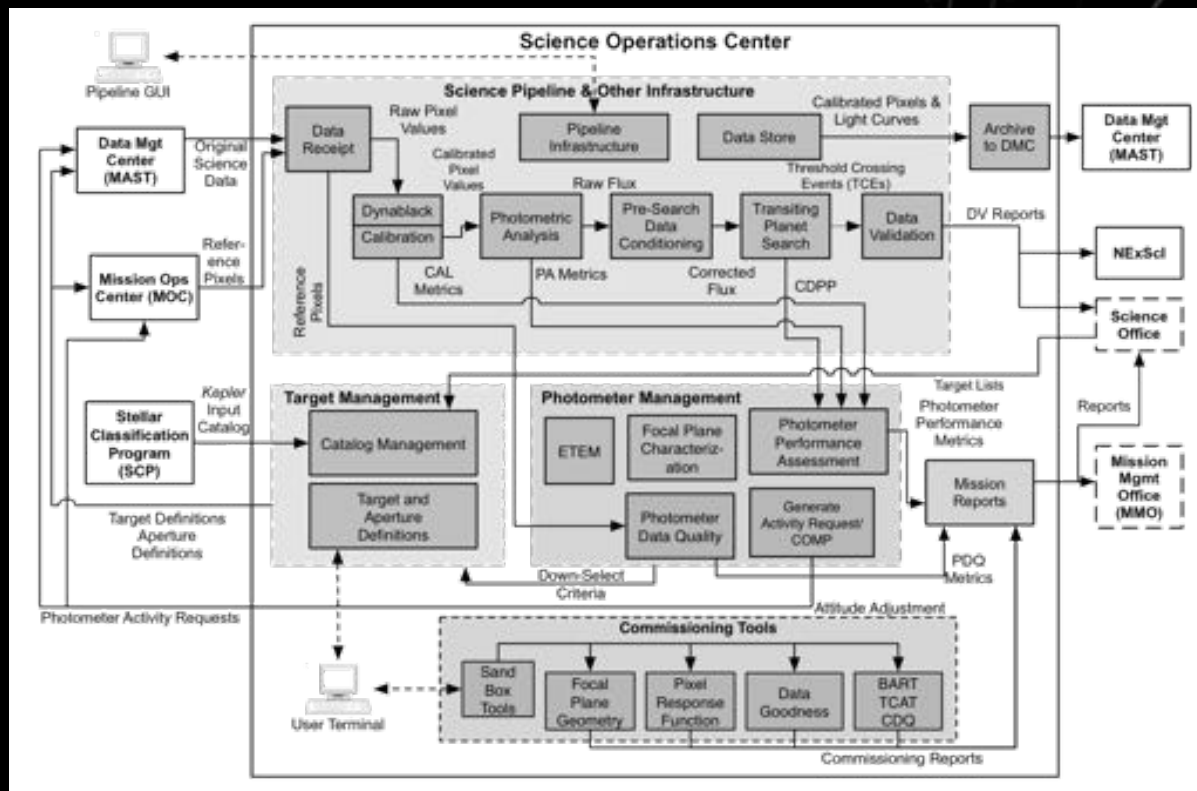 Science Operations Center
Pipeline GUI
Science Pipeline & Other Infrastructure
Data Mgt
Center
(MAST)
Original
Science
Data
Data
Receipt
Raw Pixel
Values
Pipeline
Infrastructure
Data Store
Calibrated Pixels &
Light Curves
Archive
to DMC
Data Mgt
Center
(MAST)
Calibrated
Pixel
Values
Dynablack
Calibration
Photometric
Analysis
Raw Flux
Pre-Search
Data
Conditioning
Transiting
Planet
Search
Threshold Crossing
Events (TCEs)
Data
Validation
DV Reports
NExScI
Mission Ops
Center (MOC)
Refer-
ence
Pixels
Reference
Pixels
CAL
Metrics
PA Metrics
Corrected
Flux
CDPP
Science
Office
Stellar
Classification
Program
(SCP)
Kepler
Input
Catalog
Target Management
Catalog Management
Target and
Aperture
Definitions
Photometer Management
ETEM
Focal Plane
Characteriz-
ation
Photometer
Performance
Assessment
Photometer
Data Quality
Generate
Activity Request/
COMP
Target Lists
Photometer
Performance
Metrics
Reports
Mission
Reports
Mission
Mgmt
Office
(MMO)
Target Definitions
Aperture
Definitions
Down-Select
Criteria
PDQ
Metrics
Photometer Activity Requests
Attitude Adjustment
Commissioning Tools
User Terminal
Sand
Box
Tools
Focal
Plane
Geometry
Pixel
Response
Function
Data
Goodness
BART
TCAT
CDQ
Commissioning Reports